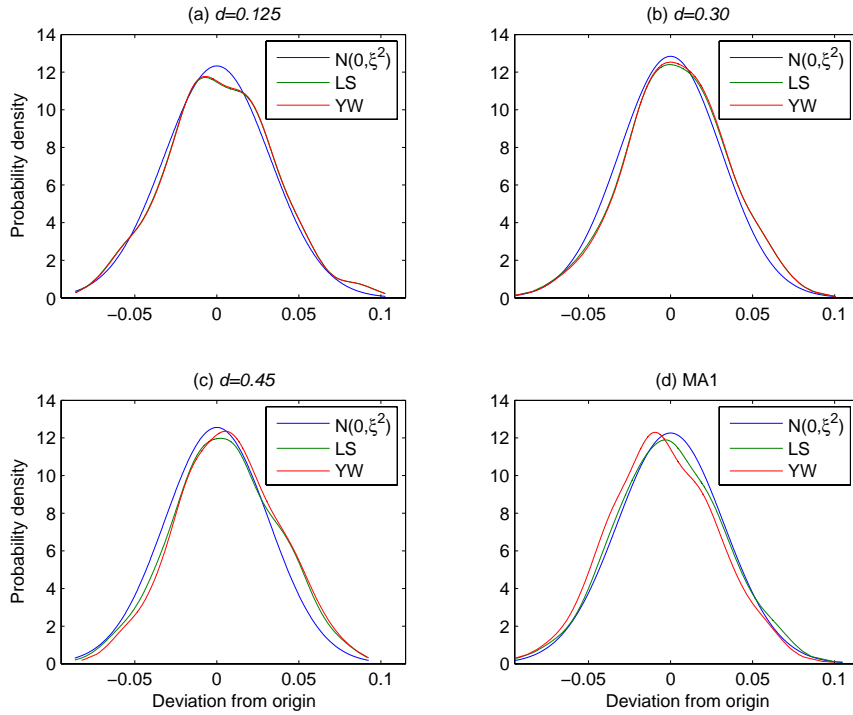 (a) d=0.125
Probability density
14
12
10
8
6
4
2
0
−0.05
0
0.05
0.1
N(0,ξ²)
LS
YW
(b) d=0.30
14
12
10
8
6
4
2
0
−0.05
0
0.05
0.1
N(0,ξ²)
LS
YW
(c) d=0.45
Probability density
14
12
10
8
6
4
2
0
−0.05
0
0.05
0.1
Deviation from origin
N(0,ξ²)
LS
YW
(d) MA1
14
12
10
8
6
4
2
0
−0.05
0
0.05
0.1
Deviation from origin
N(0,ξ²)
LS
YW